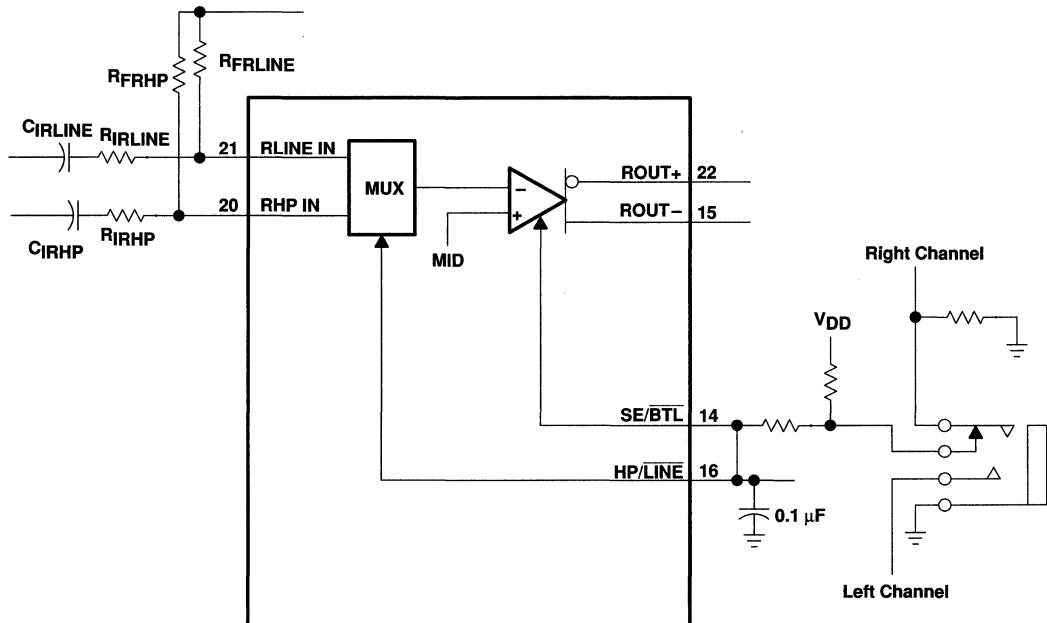 RFRHP
RFRLINE
CIRLINE
RIRLINE
21
RLINE IN
MUX
ROUT+
22
20
RHP IN
ROUT−
15
CIRHP
RIRHP
−
+
MID
Right Channel
VDD
SE/BTL
14
HP/LINE
16
0.1 μF
Left Channel